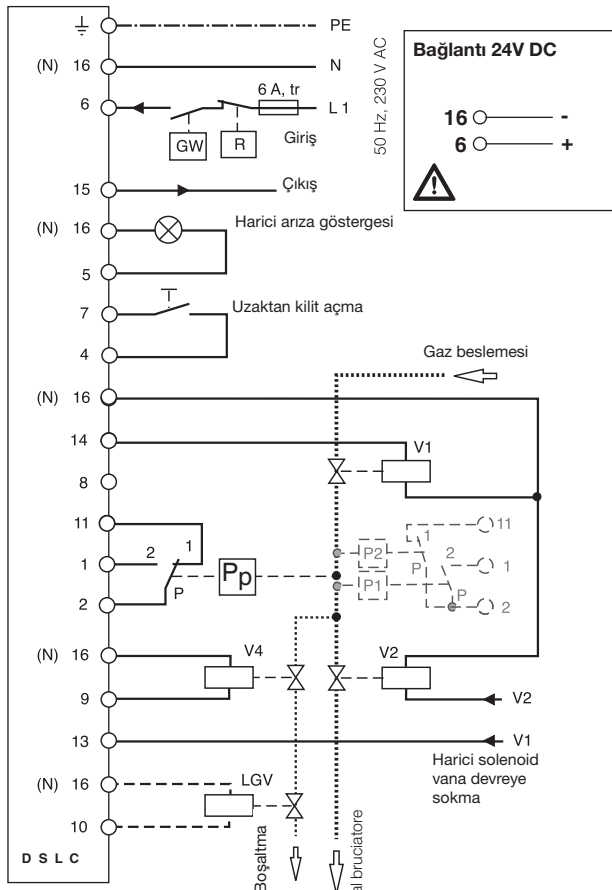 PE
(N) 16 N
6 6 A, tr L 1
GW R Giriş
50 Hz, 230 V AC
Bağlantı 24V DC
16 -
6 +
15 Çıkış
(N) 16 Harici arıza göstergesi
5
7 Uzaktan kilit açma
4
Gaz beslemesi
(N) 16
14 V1
8
11 1 11
1 2 P2 2 1
Pp P
2 P P1 P 2
(N) 16 V4 V2
9 V2
13 V1
Harici solenoid
vana devreye
sokma
(N) 16 LGV
10
Boşaltma
al bruciatore
D S L C